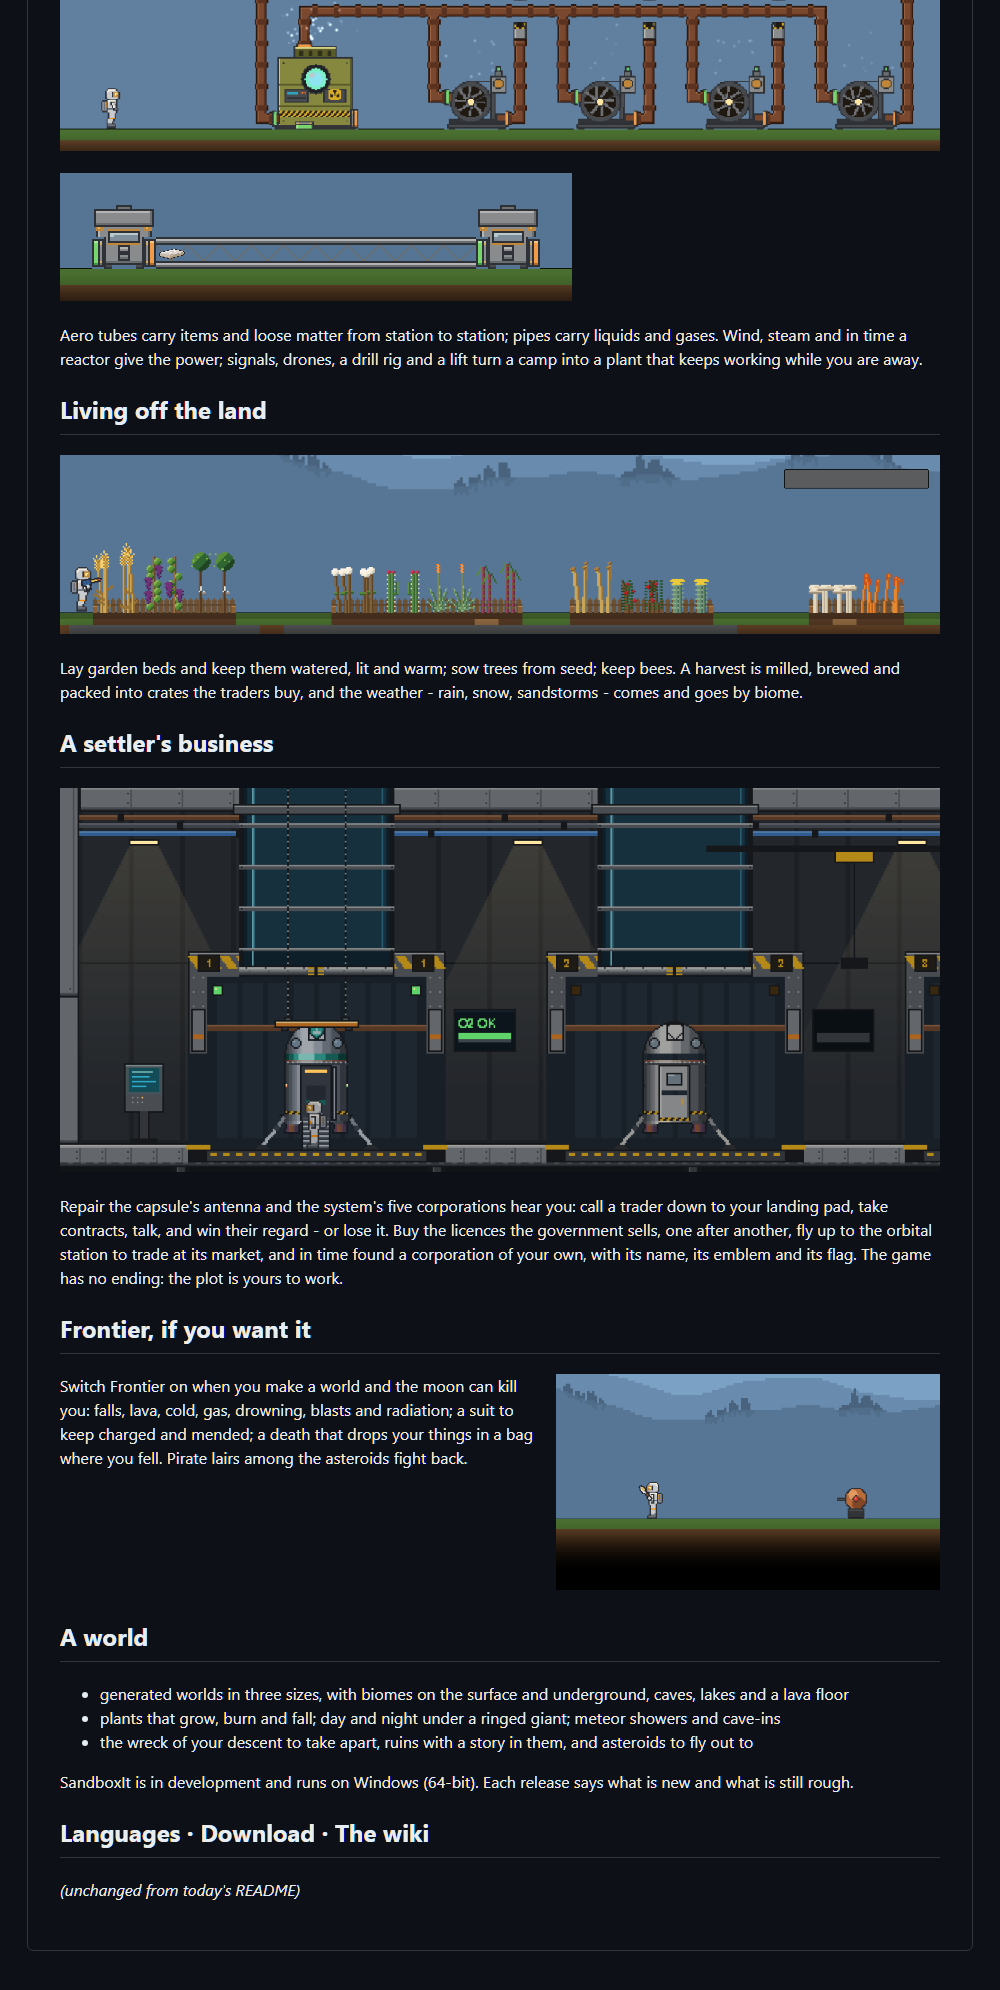 Aero tubes carry items and loose matter from station to station; pipes carry liquids and gases. Wind, steam and in time a
reactor give the power; signals, drones, a drill rig and a lift turn a camp into a plant that keeps working while you are away.
Living off the land
Lay garden beds and keep them watered, lit and warm; sow trees from seed; keep bees. A harvest is milled, brewed and
packed into crates the traders buy, and the weather - rain, snow, sandstorms - comes and goes by biome.
A settler's business
1 1 2 2 3
O2 OK
Repair the capsule's antenna and the system's five corporations hear you: call a trader down to your landing pad, take
contracts, talk, and win their regard - or lose it. Buy the licences the government sells, one after another, fly up to the orbital
station to trade at its market, and in time found a corporation of your own, with its name, its emblem and its flag. The game
has no ending: the plot is yours to work.
Frontier, if you want it
Switch Frontier on when you make a world and the moon can kill
you: falls, lava, cold, gas, drowning, blasts and radiation; a suit to
keep charged and mended; a death that drops your things in a bag
where you fell. Pirate lairs among the asteroids fight back.
A world
• generated worlds in three sizes, with biomes on the surface and underground, caves, lakes and a lava floor
• plants that grow, burn and fall; day and night under a ringed giant; meteor showers and cave-ins
• the wreck of your descent to take apart, ruins with a story in them, and asteroids to fly out to
SandboxIt is in development and runs on Windows (64-bit). Each release says what is new and what is still rough.
Languages · Download · The wiki
(unchanged from today's README)